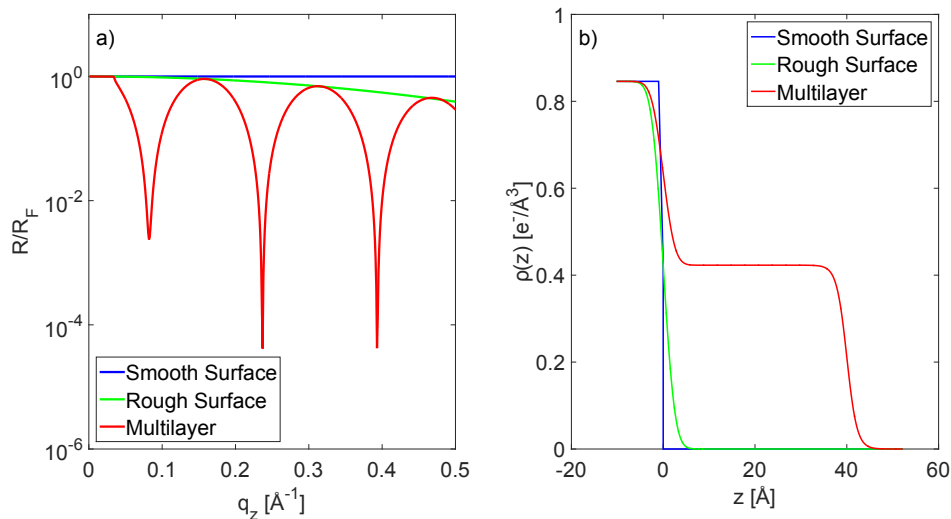 a)
10^0
10^-2
10^-4
10^-6
R/R_F
Smooth Surface
Rough Surface
Multilayer
0
0.1
0.2
0.3
0.4
0.5
q_z [Å^-1]
b)
Smooth Surface
Rough Surface
Multilayer
0.8
0.6
0.4
0.2
0
ρ(z) [e^-/Å^3]
-20
0
20
40
60
z [Å]